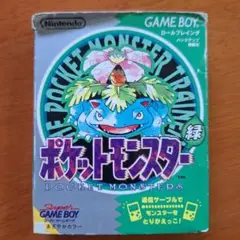 Nintendo
GAME BOY
ロールプレイング
POCKET MONSTER TRAINER
緑
ポケットモンスター
POCKET MONSTERS
Super
GAME BOY
通信ケーブルで
モンスターを
とりかえっこ!